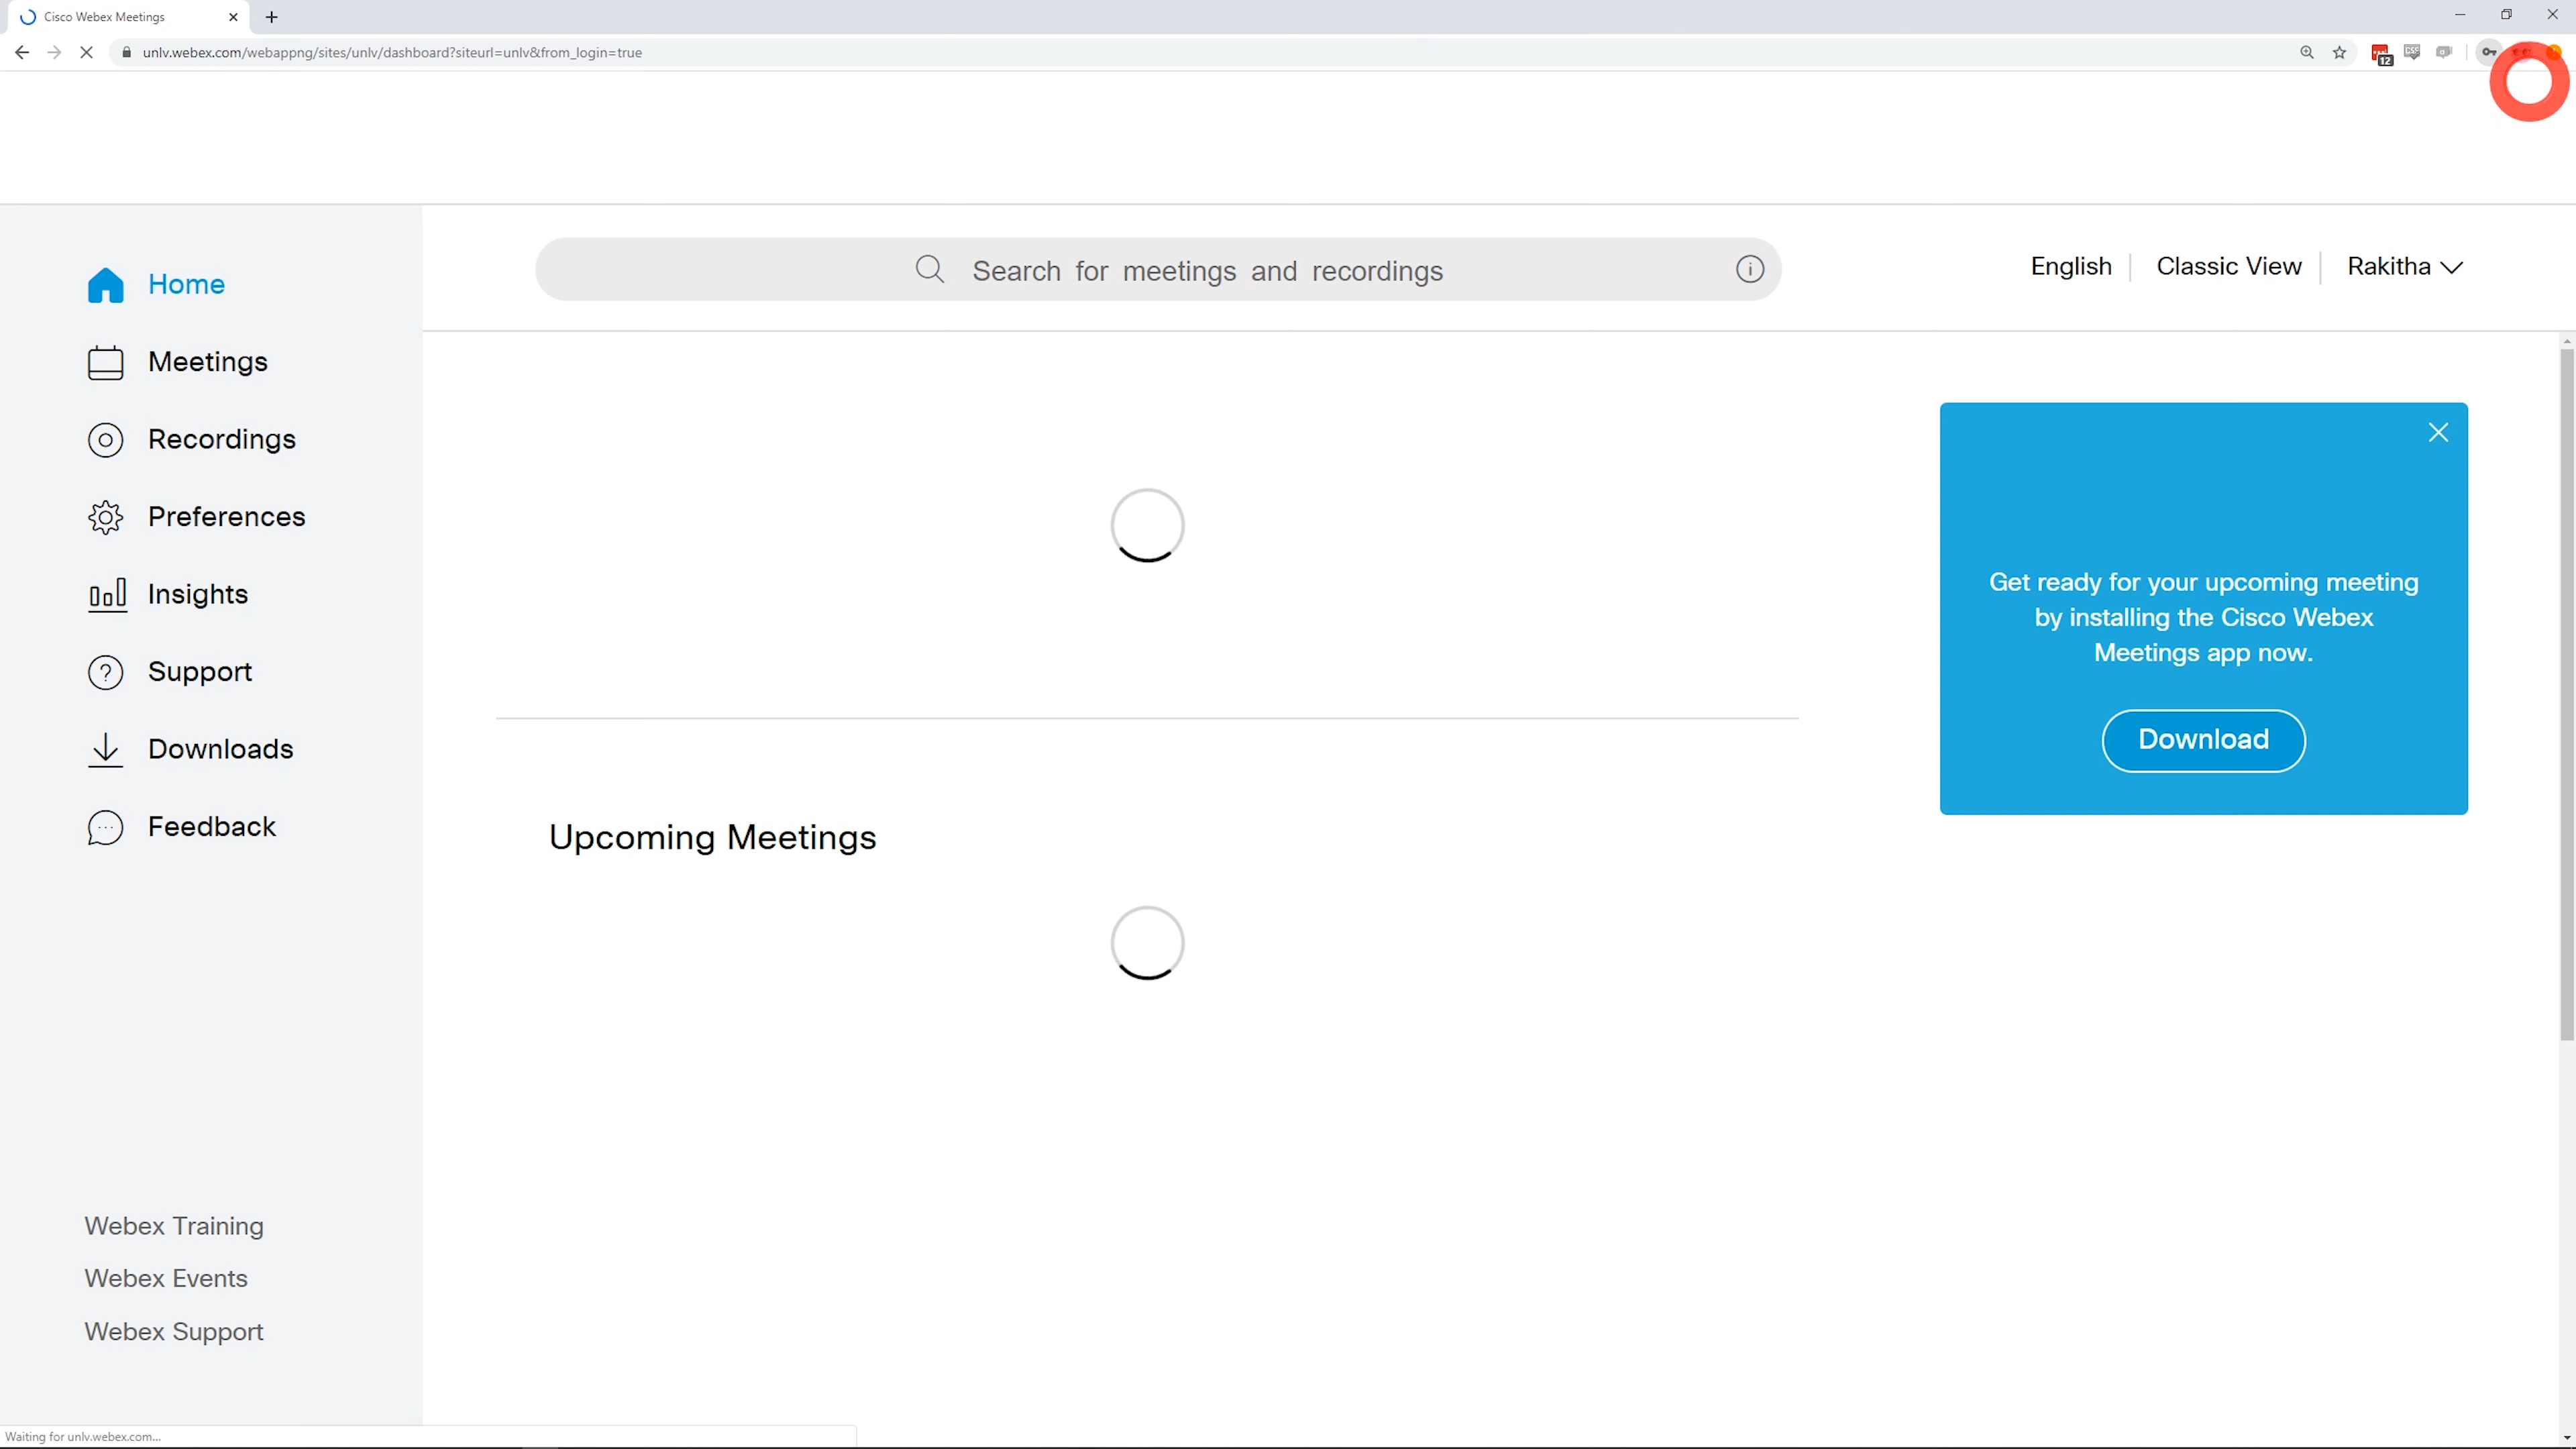 Cisco Webex Meetings
unlv.webex.com/webappng/sites/unlv/dashboard?siteurl=unlv&from_login=true
12
Search for meetings and recordings
English
Classic View
Rakitha
Home
Meetings
Recordings
Preferences
Insights
Support
Downloads
Feedback
Get ready for your upcoming meeting
by installing the Cisco Webex
Meetings app now.
Download
Upcoming Meetings
Webex Training
Webex Events
Webex Support
Waiting for unlv.webex.com...